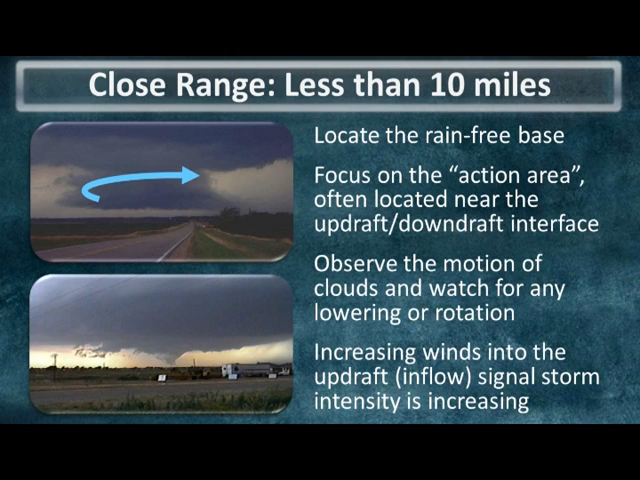 Close Range: Less than 10 miles
Locate the rain-free base
Focus on the “action area”,
often located near the
updraft/downdraft interface
Observe the motion of
clouds and watch for any
lowering or rotation
Increasing winds into the
updraft (inflow) signal storm
intensity is increasing